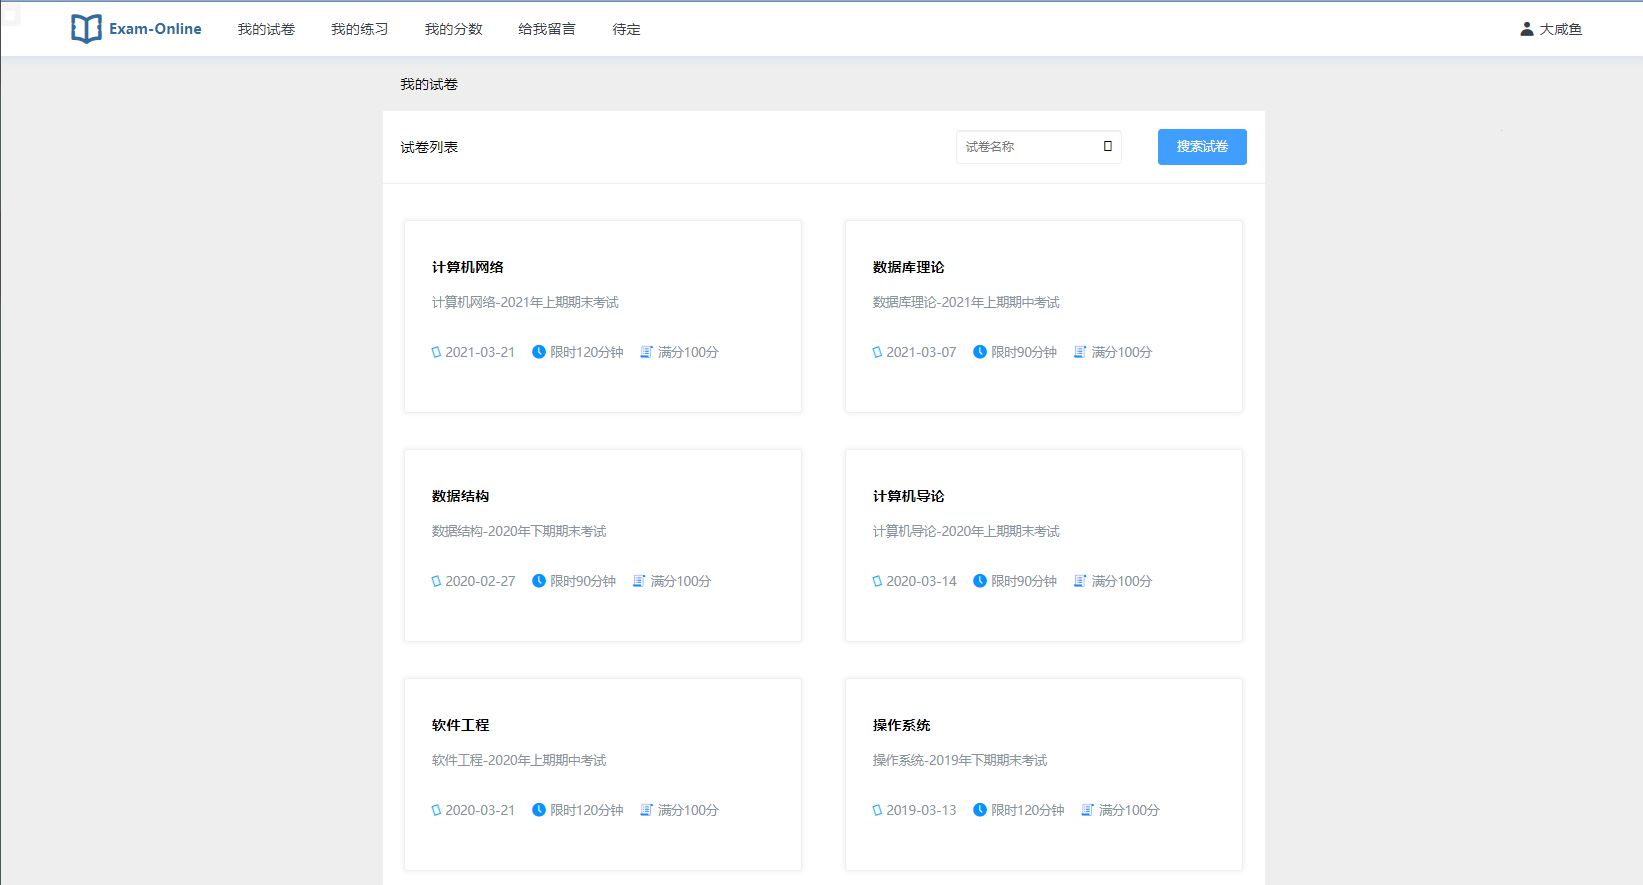 Exam-Online 我的试卷 我的练习 我的分数 给我留言 待定 大咸鱼
我的试卷
试卷列表 试卷名称 搜索试卷
计算机网络
计算机网络-2021年上期期末考试
2021-03-21 限时120分钟 满分100分
数据库理论
数据库理论-2021年上期期中考试
2021-03-07 限时90分钟 满分100分
数据结构
数据结构-2020年下期期末考试
2020-02-27 限时90分钟 满分100分
计算机导论
计算机导论-2020年上期期末考试
2020-03-14 限时90分钟 满分100分
软件工程
软件工程-2020年上期期中考试
2020-03-21 限时120分钟 满分100分
操作系统
操作系统-2019年下期期末考试
2019-03-13 限时120分钟 满分100分